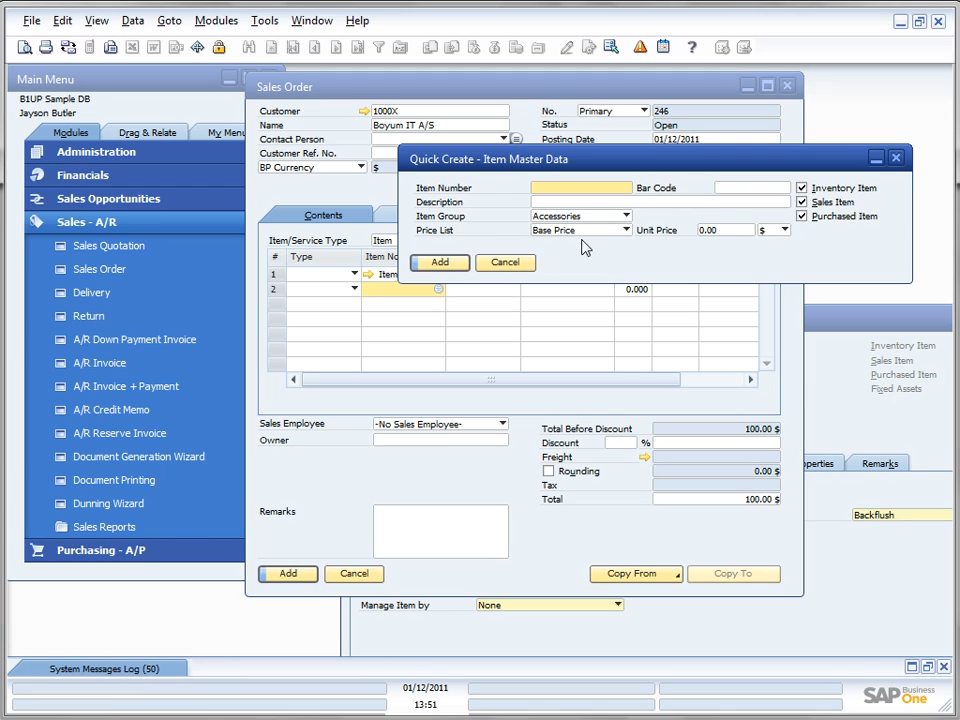 File Edit View Data Goto Modules Tools Window Help
Main Menu
B1UP Sample DB
Jayson Butler
Modules Drag & Relate My Menu
Administration
Financials
Sales Opportunities
Sales - A/R
Sales Quotation
Sales Order
Delivery
Return
A/R Down Payment Invoice
A/R Invoice
A/R Invoice + Payment
A/R Credit Memo
A/R Reserve Invoice
Document Generation Wizard
Document Printing
Dunning Wizard
Sales Reports
Purchasing - A/P
Sales Order
Customer 1000X No. Primary 246
Name Boyum IT A/S Status Open
Contact Person Posting Date 01/12/2011
Customer Ref. No.
BP Currency $
Contents
Item/Service Type Item
# Type
1 Item
2 0.000
Sales Employee -No Sales Employee-
Owner
Remarks
Total Before Discount 100.00 $
Discount %
Freight
Rounding 0.00 $
Tax
Total 100.00 $
Add Cancel Copy From Copy To
Quick Create - Item Master Data
Item Number Bar Code Inventory Item
Description Sales Item
Item Group Accessories Purchased Item
Price List Base Price Unit Price 0.00 $
Add Cancel
Inventory Item
Sales Item
Purchased Item
Fixed Assets
operties Remarks
Backflush
Manage Item by None
System Messages Log (50)
01/12/2011
13:51
SAP Business One